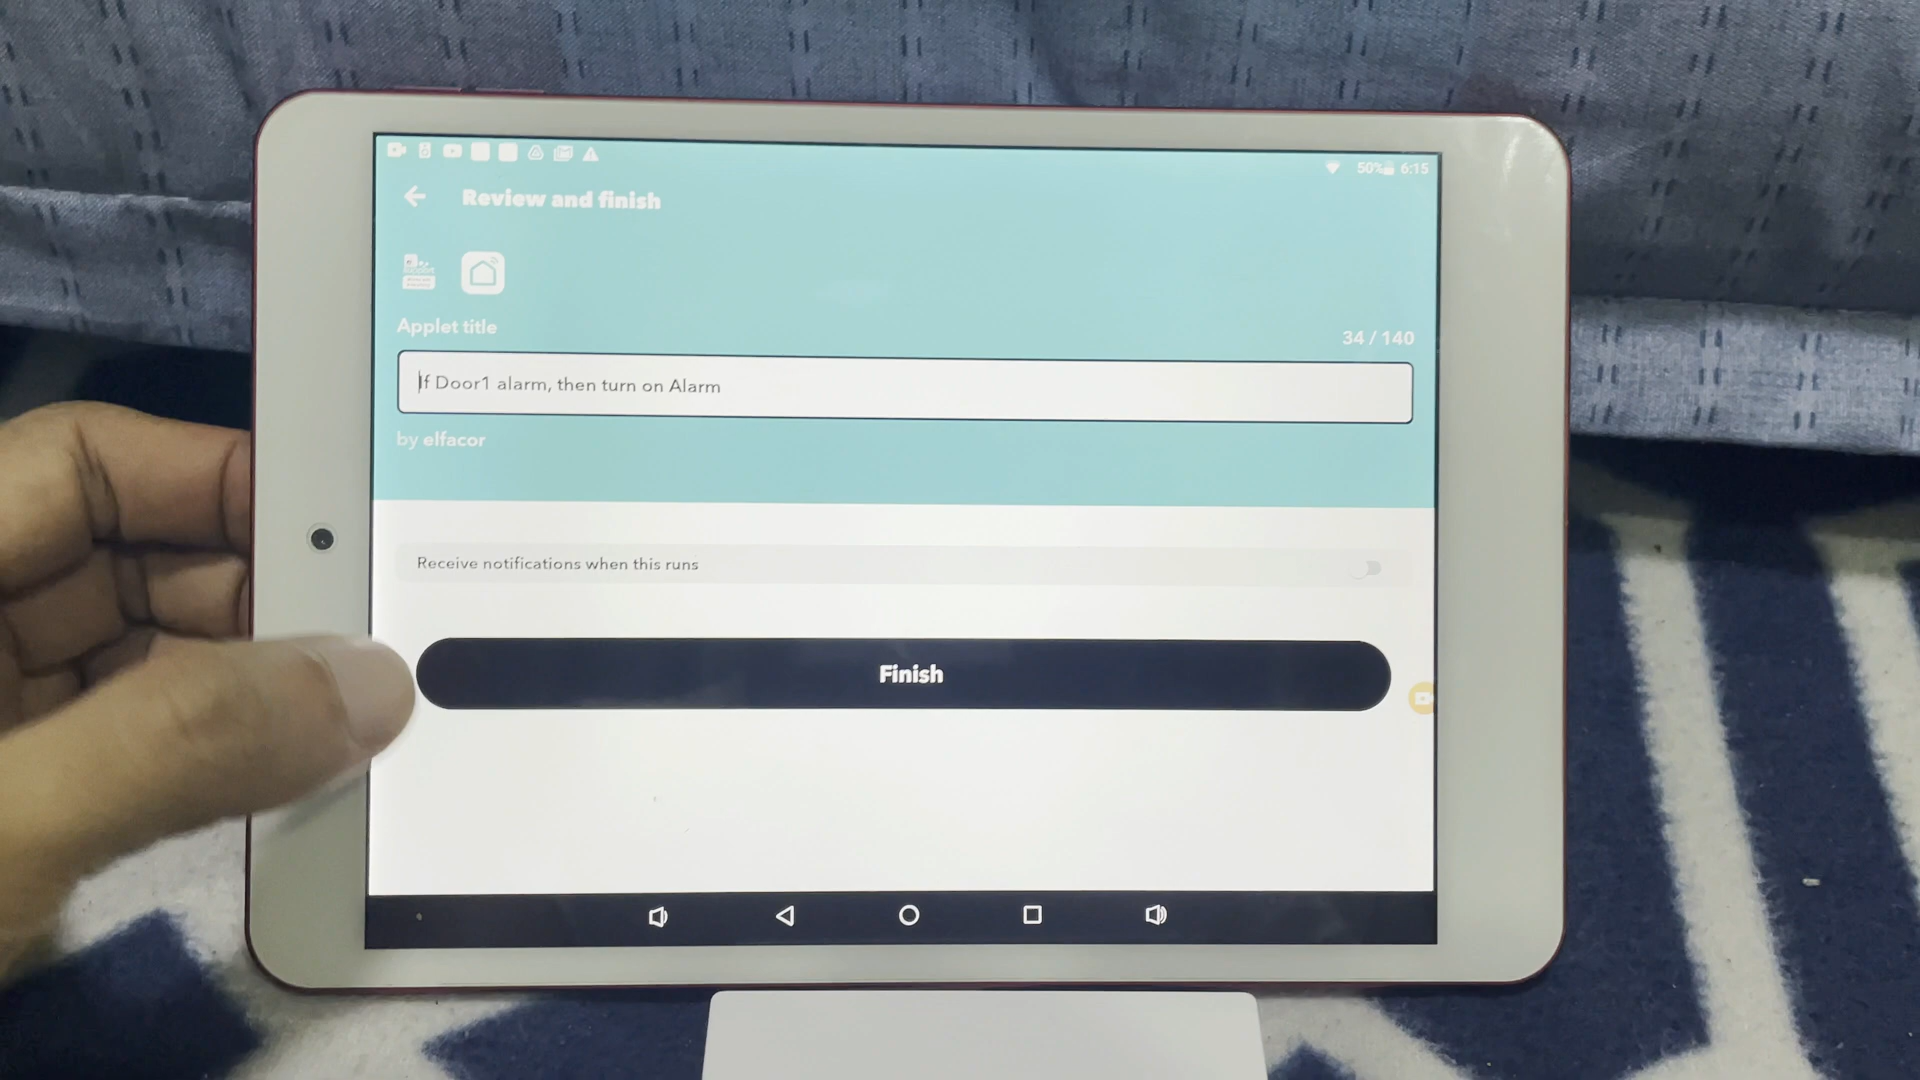 50% 6:15
Review and finish
Applet title
34 / 140
If Door1 alarm, then turn on Alarm
by elfacor
Receive notifications when this runs
Finish